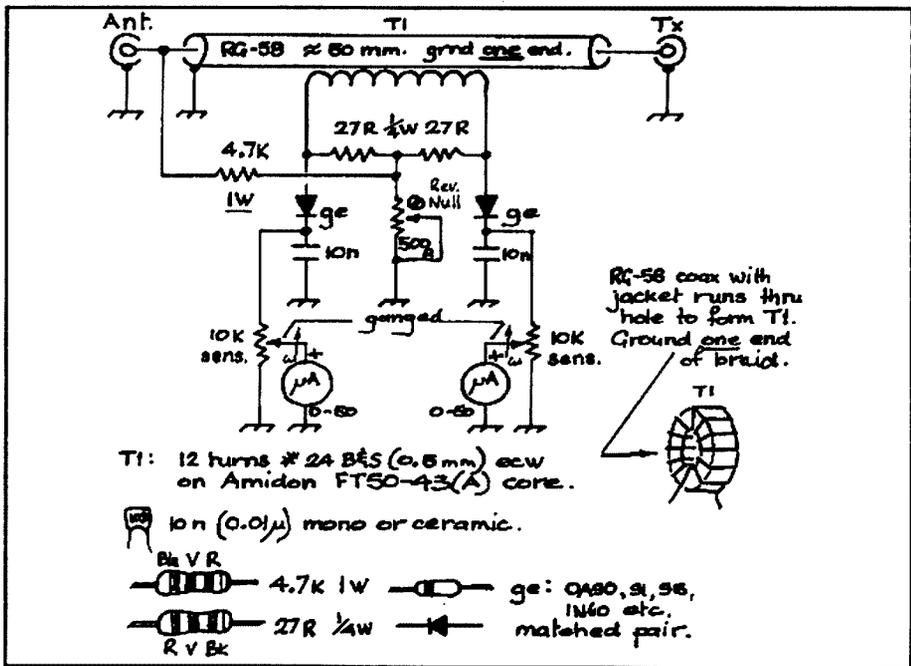 Ant.
T1
Tx
RG-58 ≈ 50 mm. grnd one end.
27R ¼W 27R
4.7K
1W
Rev.
Null
ge
ge
10n
500
R
10n
RG-58 coax with
jacket runs thru
hole to form T1.
Ground one end
of braid.
ganged
10K
sens.
10K
sens.
+
+
μA
μA
0-50
0-50
T1
T1: 12 turns # 24 B&S (0.5mm) ecw
on Amidon FT50-43(A) core.
10n (0.01μ) mono or ceramic.
V R
4.7K 1W
ge: OA90, 91, 95,
1N60 etc.
matched pair.
27R ¼W
R V Bk